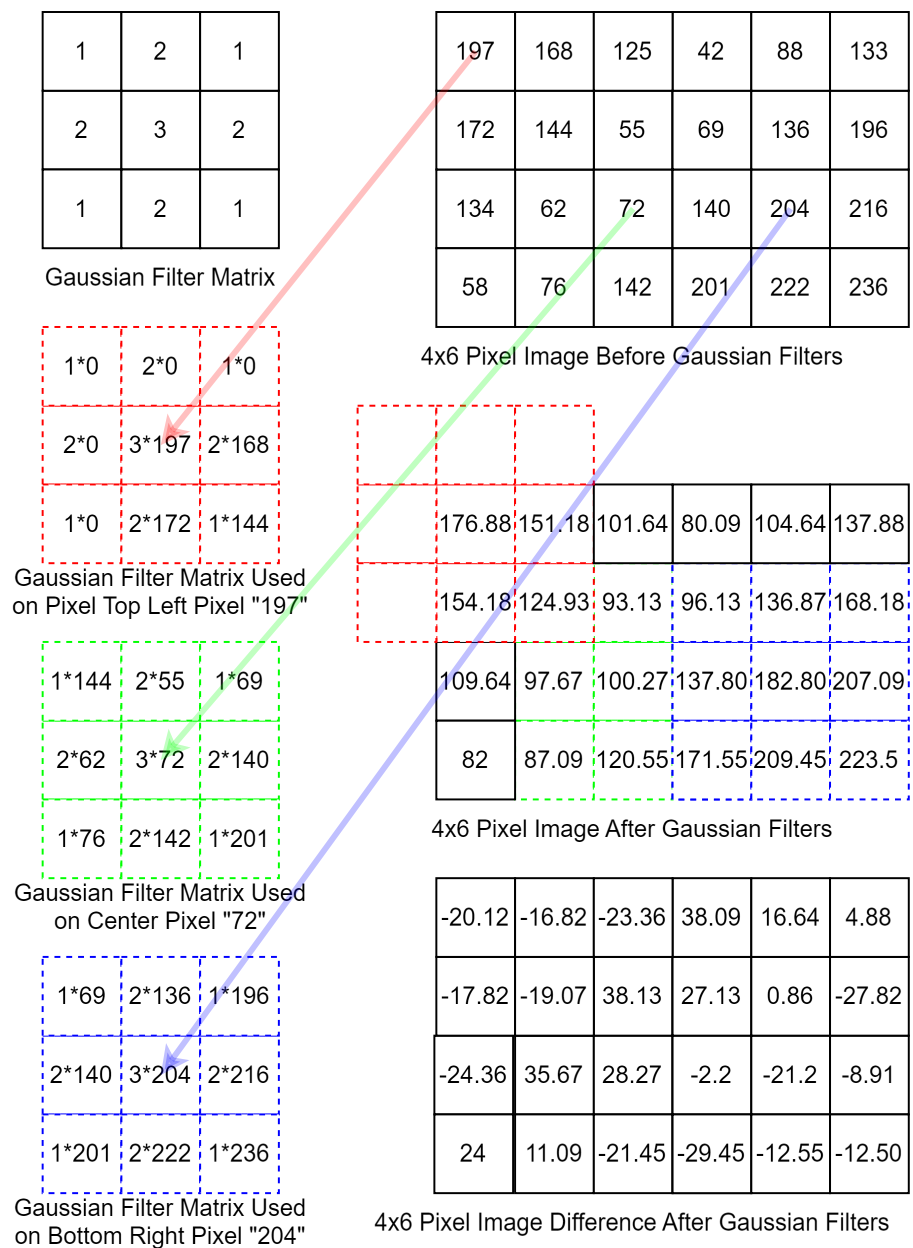 1 2 1
2 3 2
1 2 1
Gaussian Filter Matrix
197 168 125 42 88 133
172 144 55 69 136 196
134 62 72 140 204 216
58 76 142 201 222 236
4x6 Pixel Image Before Gaussian Filters
1*0 2*0 1*0
2*0 3*197 2*168
1*0 2*172 1*144
Gaussian Filter Matrix Used
on Pixel Top Left Pixel "197"
1*144 2*55 1*69
2*62 3*72 2*140
1*76 2*142 1*201
Gaussian Filter Matrix Used
on Center Pixel "72"
1*69 2*136 1*196
2*140 3*204 2*216
1*201 2*222 1*236
Gaussian Filter Matrix Used
on Bottom Right Pixel "204"
176.88 151.18 101.64 80.09 104.64 137.88
154.18 124.93 93.13 96.13 136.87 168.18
109.64 97.67 100.27 137.80 182.80 207.09
82 87.09 120.55 171.55 209.45 223.5
4x6 Pixel Image After Gaussian Filters
-20.12 -16.82 -23.36 38.09 16.64 4.88
-17.82 -19.07 38.13 27.13 0.86 -27.82
-24.36 35.67 28.27 -2.2 -21.2 -8.91
24 11.09 -21.45 -29.45 -12.55 -12.50
4x6 Pixel Image Difference After Gaussian Filters